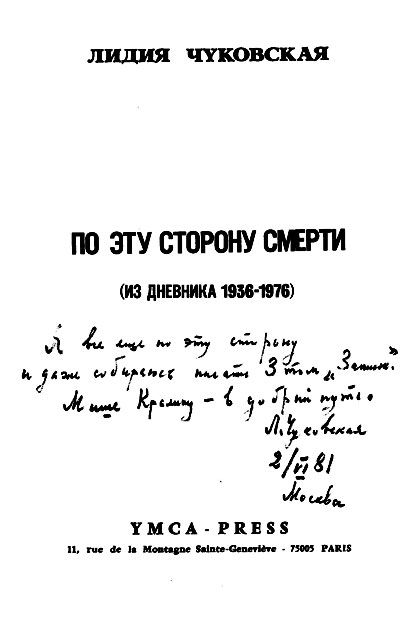 ЛИДИЯ ЧУКОВСКАЯ
ПО ЭТУ СТОРОНУ СМЕРТИ
(ИЗ ДНЕВНИКА 1936-1976)
Я все еще по эту сторону
и даже собираюсь писать 3 том „Запис."
Мише Кралину – в добрый путь.
Л. Чуковская
2/VI 81
Москва
YMCA - PRESS
11, rue de la Montagne Sainte-Geneviève - 75005 PARIS